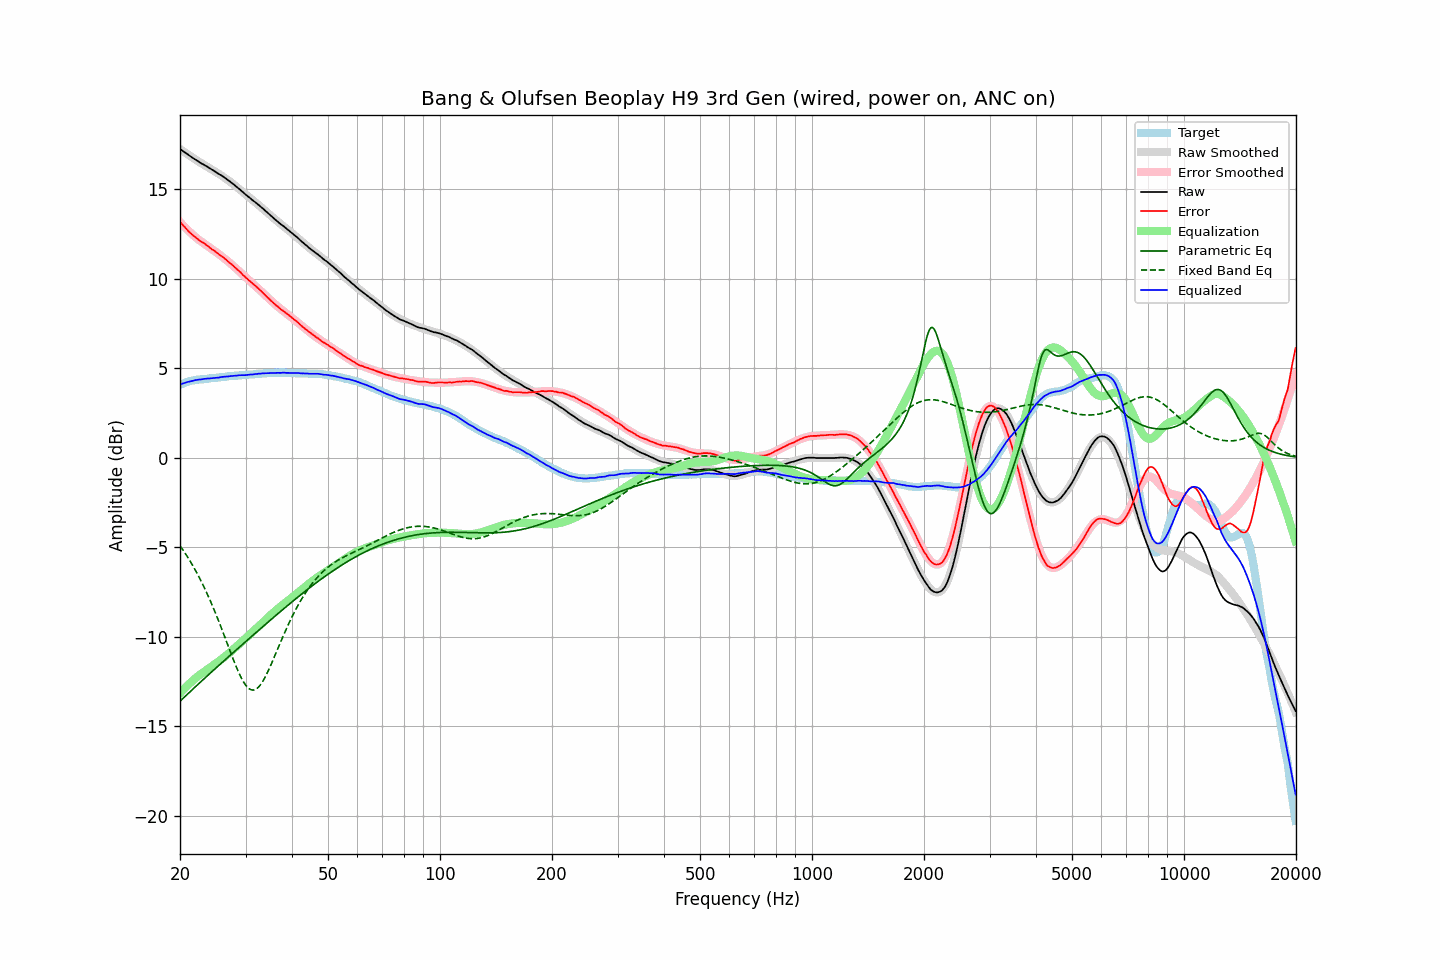 Bang & Olufsen Beoplay H9 3rd Gen (wired, power on, ANC on)
Target
Raw Smoothed
Error Smoothed
Raw
Error
Equalization
Parametric Eq
Fixed Band Eq
Equalized
Amplitude (dBr)
15
10
5
0
−5
−10
−15
−20
20 50 100 200 500 1000 2000 5000 10000 20000
Frequency (Hz)